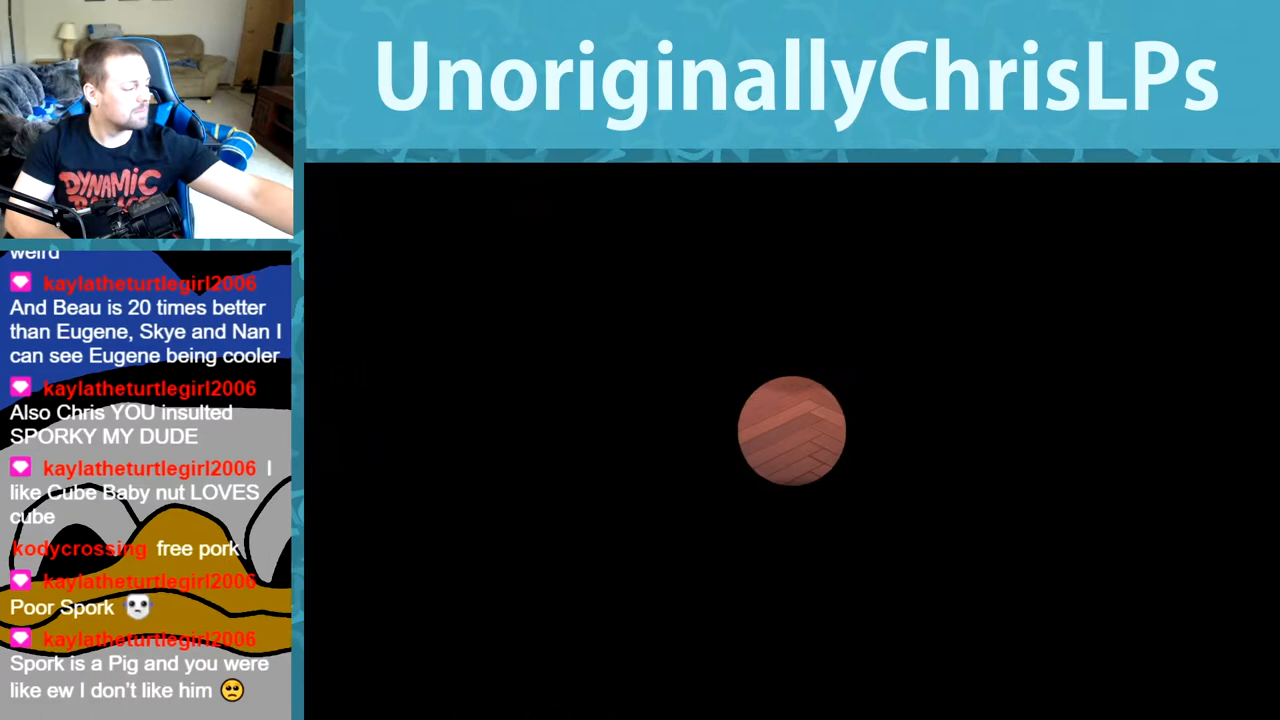 UnoriginallyChrisLPs
DYNAMIC
weird
kaylatheturtlegirl2006
And Beau is 20 times better
than Eugene, Skye and Nan I
can see Eugene being cooler
kaylatheturtlegirl2006
Also Chris YOU insulted
SPORKY MY DUDE
kaylatheturtlegirl2006 I
like Cube Baby nut LOVES
cube
kodycrossing free pork
kaylatheturtlegirl2006
Poor Spork
kaylatheturtlegirl2006
Spork is a Pig and you were
like ew I don't like him